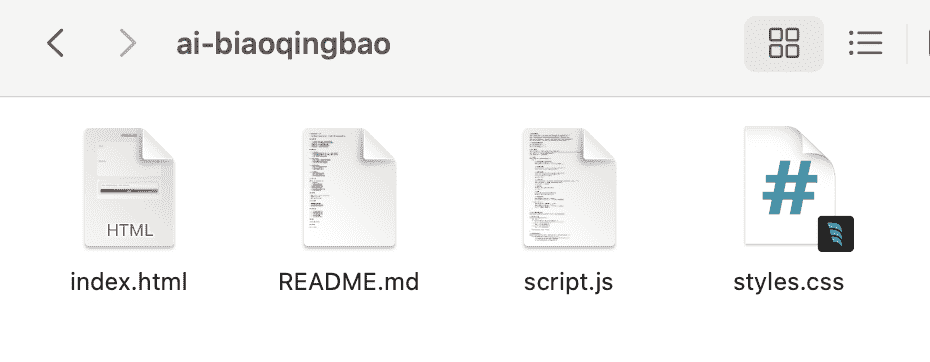 ai-biaoqingbao
HTML
#
index.html
README.md
script.js
styles.css